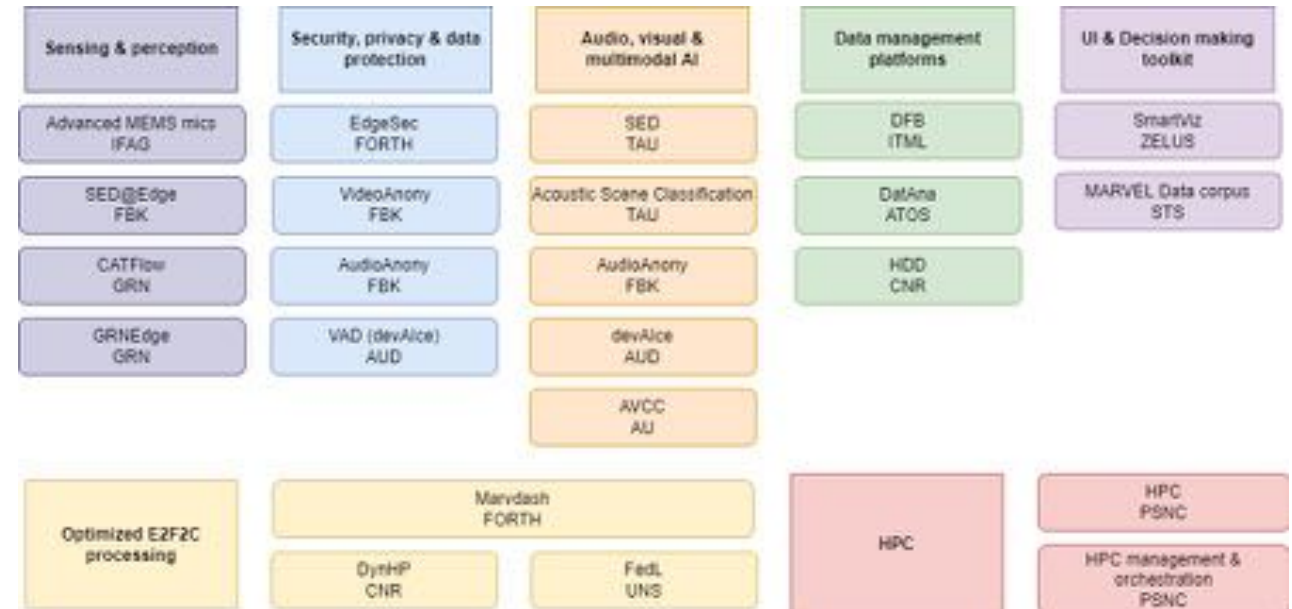 Sensing & perception
Advanced MEMS mics
IFAG
SED@Edge
FBK
CATFlow
GRN
GRNEdge
GRN
Security, privacy & data
protection
EdgeSec
FORTH
VideoAnony
FBK
AudioAnony
FBK
VAD (devAIce)
AUD
Audio, visual &
multimodal AI
SED
TAU
Acoustic Scene Classification
TAU
AudioAnony
FBK
devAIce
AUD
AVCC
AU
Data management
platforms
DFB
ITML
DatAna
ATOS
HDD
CNR
UI & Decision making
toolkit
SmartViz
ZELUS
MARVEL Data corpus
STS
Optimized E2F2C
processing
Marvdash
FORTH
DynHP
CNR
FedL
UNS
HPC
HPC
PSNC
HPC management &
orchestration
PSNC